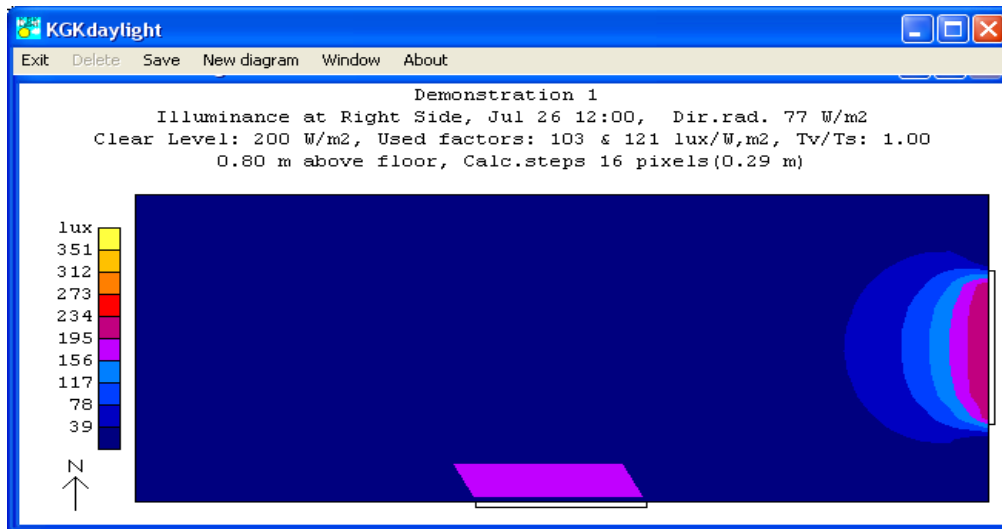 KGKdaylight
Exit Delete Save New diagram Window About
Demonstration 1
Illuminance at Right Side, Jul 26 12:00, Dir.rad. 77 W/m2
Clear Level: 200 W/m2, Used factors: 103 & 121 lux/W,m2, Tv/Ts: 1.00
0.80 m above floor, Calc.steps 16 pixels(0.29 m)
lux
351
312
273
234
195
156
117
78
39
N